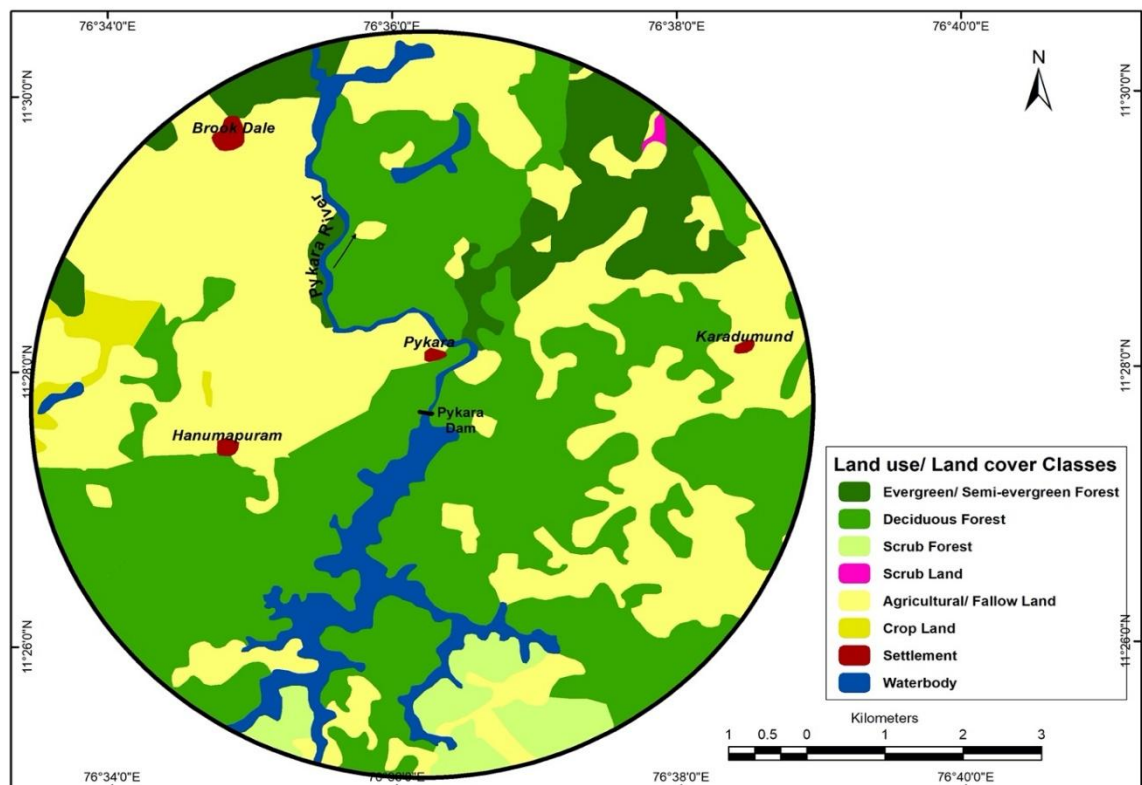 76°34'0"E 76°36'0"E 76°38'0"E 76°40'0"E
N
11°30'0"N 11°30'0"N
Brook Dale
Pykara River
Pykara
Karadumund
11°28'0"N 11°28'0"N
Pykara
Dam
Hanumapuram
Land use/ Land cover Classes
Evergreen/ Semi-evergreen Forest
Deciduous Forest
Scrub Forest
Scrub Land
Agricultural/ Fallow Land
Crop Land
Settlement
Waterbody
11°26'0"N 11°26'0"N
Kilometers
1 0.5 0 1 2 3
76°34'0"E 76°36'0"E 76°38'0"E 76°40'0"E